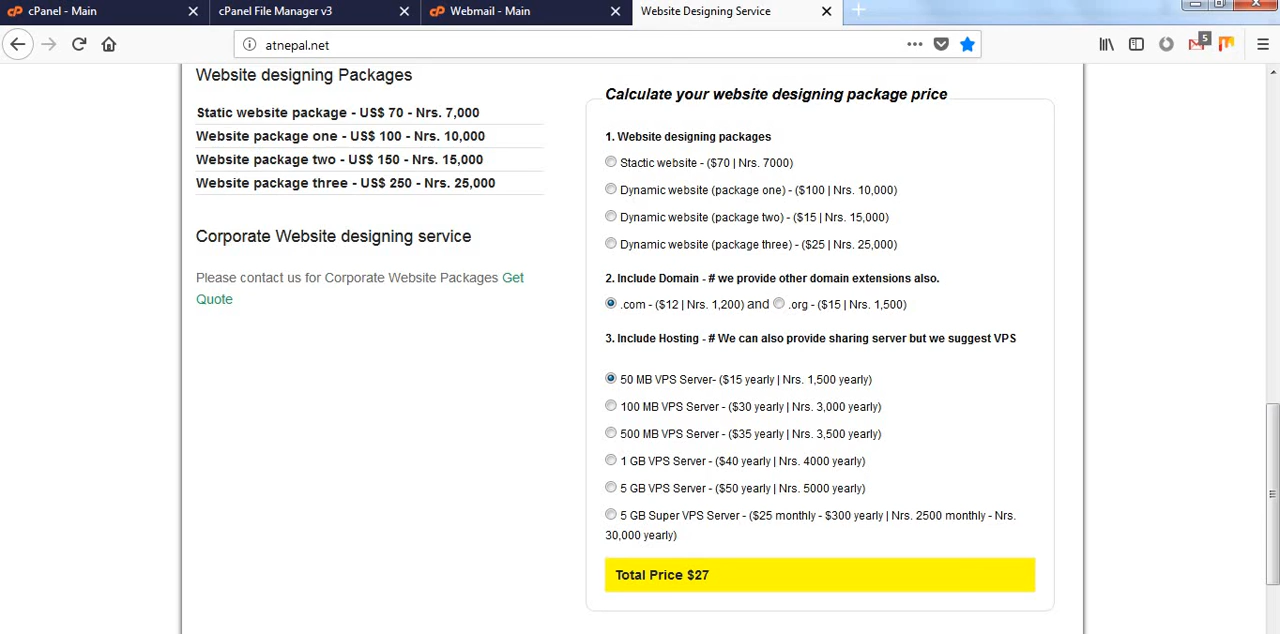 cPanel - Main
cPanel File Manager v3
Webmail - Main
Website Designing Service
atnepal.net
5
Website designing Packages
Static website package - US$ 70 - Nrs. 7,000
Website package one - US$ 100 - Nrs. 10,000
Website package two - US$ 150 - Nrs. 15,000
Website package three - US$ 250 - Nrs. 25,000
Corporate Website designing service
Please contact us for Corporate Website Packages Get
Quote
Calculate your website designing package price
1. Website designing packages
Stactic website - ($70 | Nrs. 7000)
Dynamic website (package one) - ($100 | Nrs. 10,000)
Dynamic website (package two) - ($15 | Nrs. 15,000)
Dynamic website (package three) - ($25 | Nrs. 25,000)
2. Include Domain - # we provide other domain extensions also.
.com - ($12 | Nrs. 1,200) and .org - ($15 | Nrs. 1,500)
3. Include Hosting - # We can also provide sharing server but we suggest VPS
50 MB VPS Server- ($15 yearly | Nrs. 1,500 yearly)
100 MB VPS Server - ($30 yearly | Nrs. 3,000 yearly)
500 MB VPS Server - ($35 yearly | Nrs. 3,500 yearly)
1 GB VPS Server - ($40 yearly | Nrs. 4000 yearly)
5 GB VPS Server - ($50 yearly | Nrs. 5000 yearly)
5 GB Super VPS Server - ($25 monthly - $300 yearly | Nrs. 2500 monthly - Nrs.
30,000 yearly)
Total Price $27